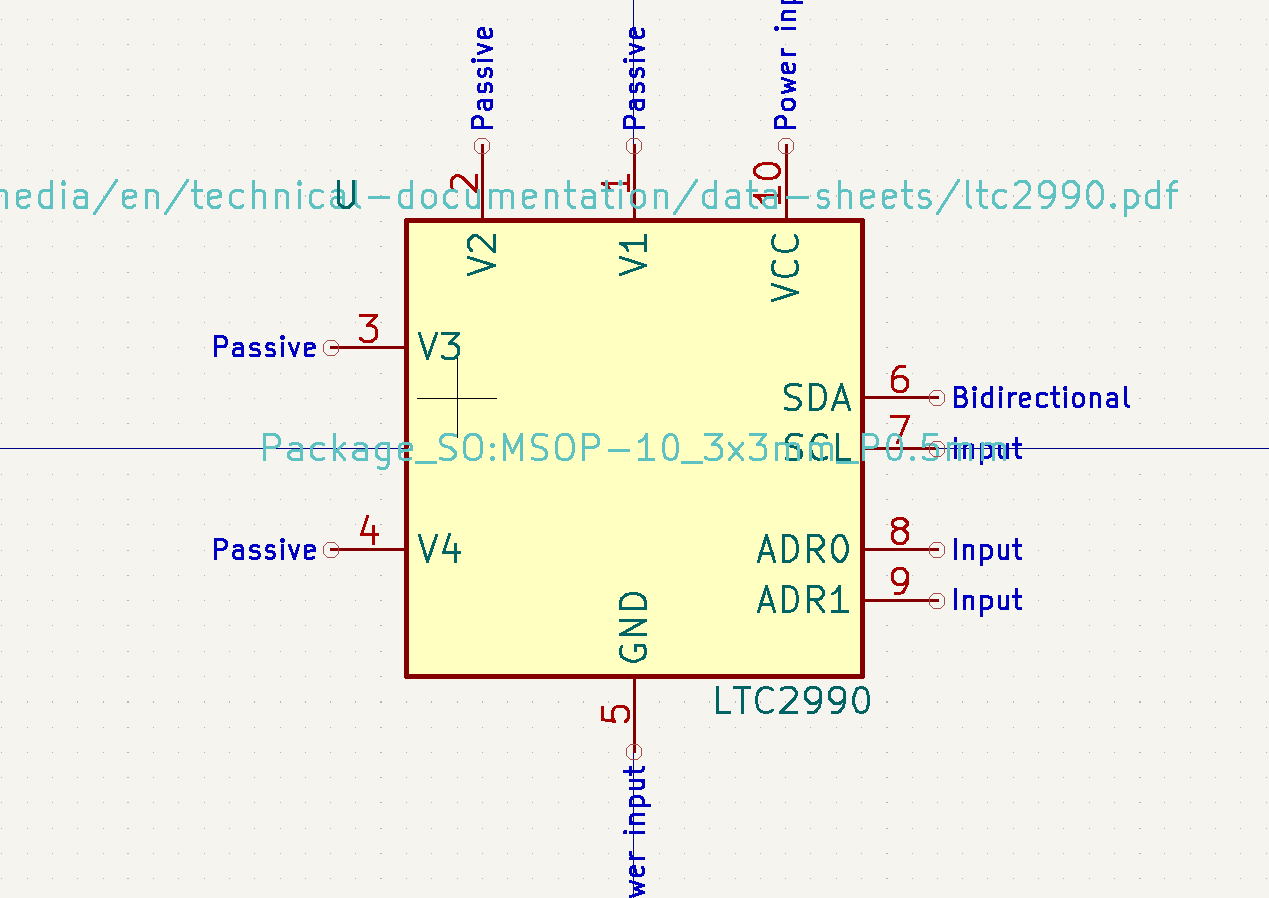 Passive
Passive
Power inp
2
1
10
media/en/technical-documentation/data-sheets/ltc2990.pdf
U
V2
V1
VCC
Passive 3 V3
SDA 6 Bidirectional
SCL 7 Input
Package_SO:MSOP-10_3x3mm_P0.5mm
Passive 4 V4
ADR0 8 Input
ADR1 9 Input
GND
LTC2990
5
wer input